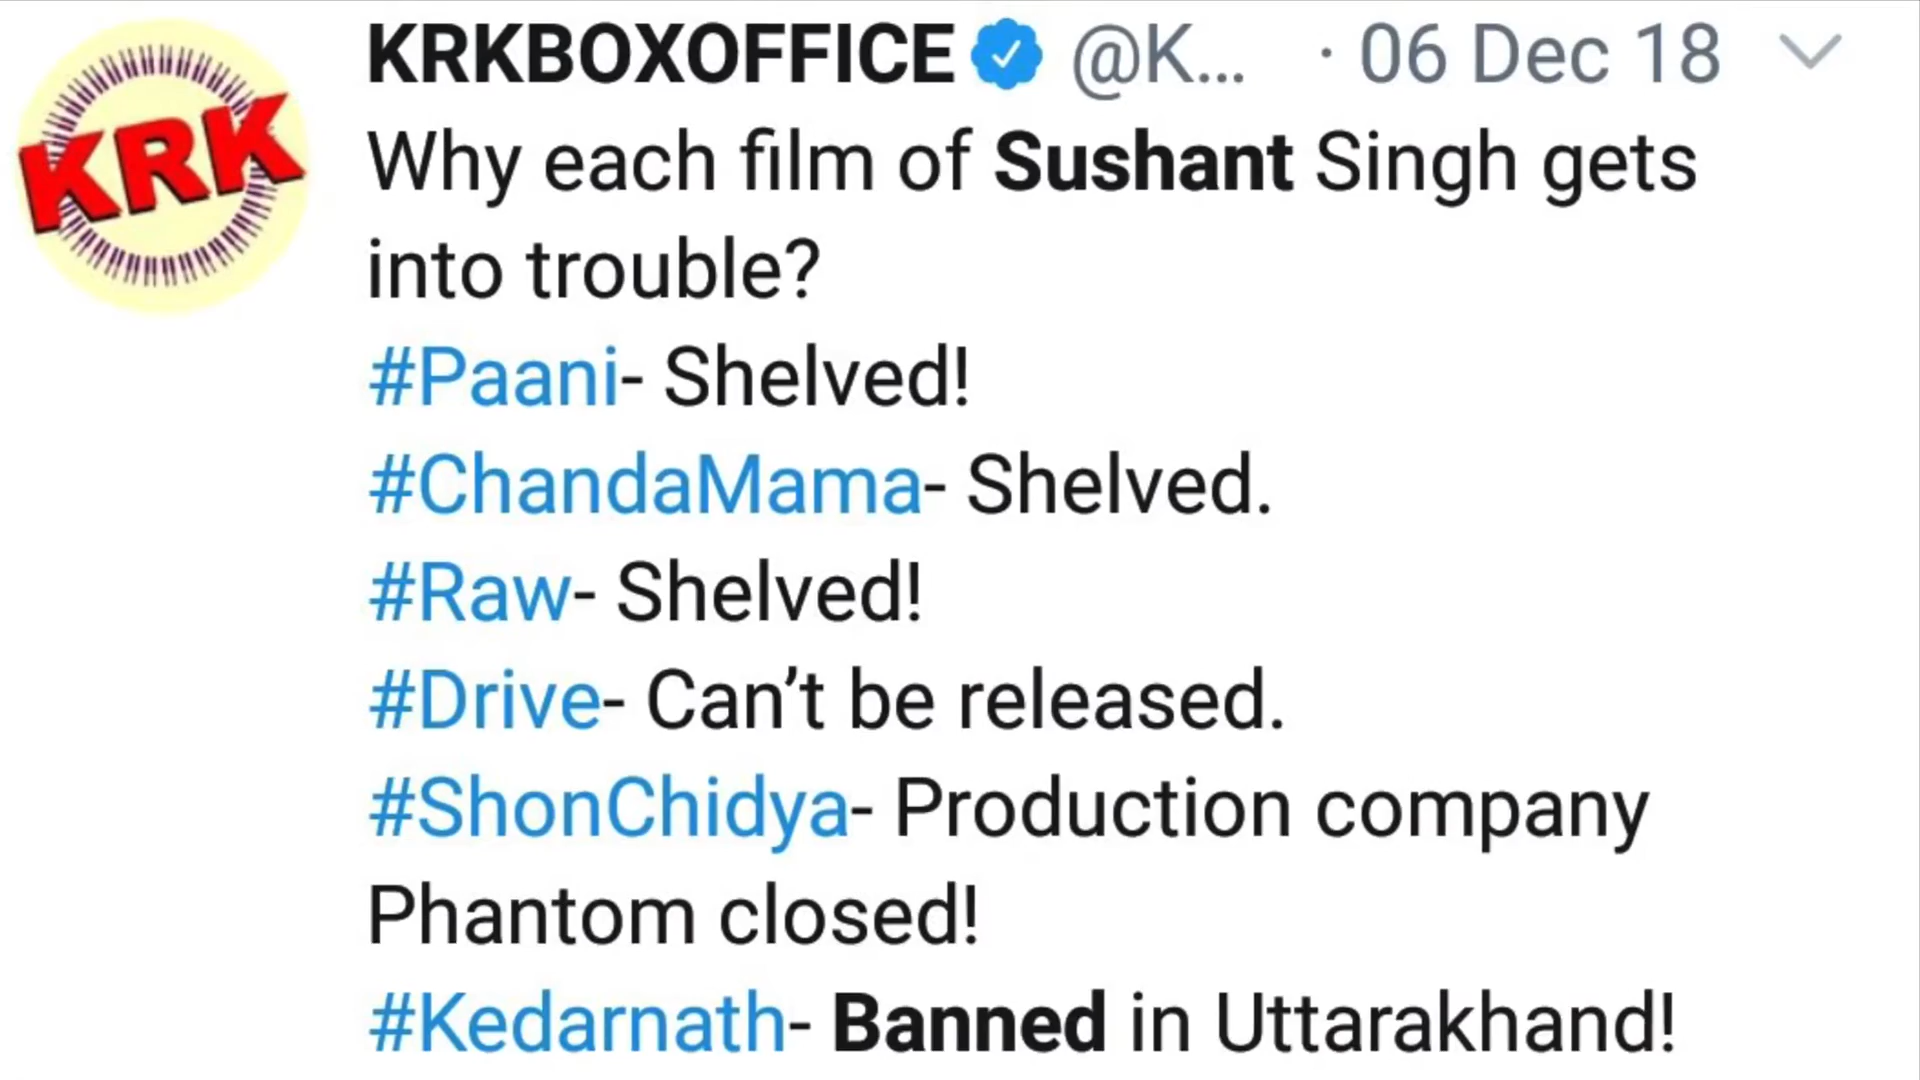 KRK
KRKBOXOFFICE @K... · 06 Dec 18
Why each film of Sushant Singh gets
into trouble?
#Paani- Shelved!
#ChandaMama- Shelved.
#Raw- Shelved!
#Drive- Can’t be released.
#ShonChidya- Production company
Phantom closed!
#Kedarnath- Banned in Uttarakhand!